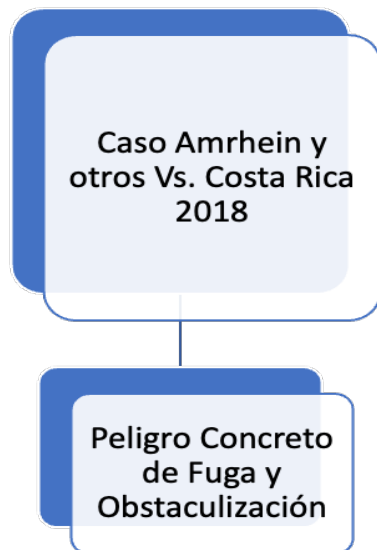 Caso Amrhein y
otros Vs. Costa Rica
2018
Peligro Concreto
de Fuga y
Obstaculización